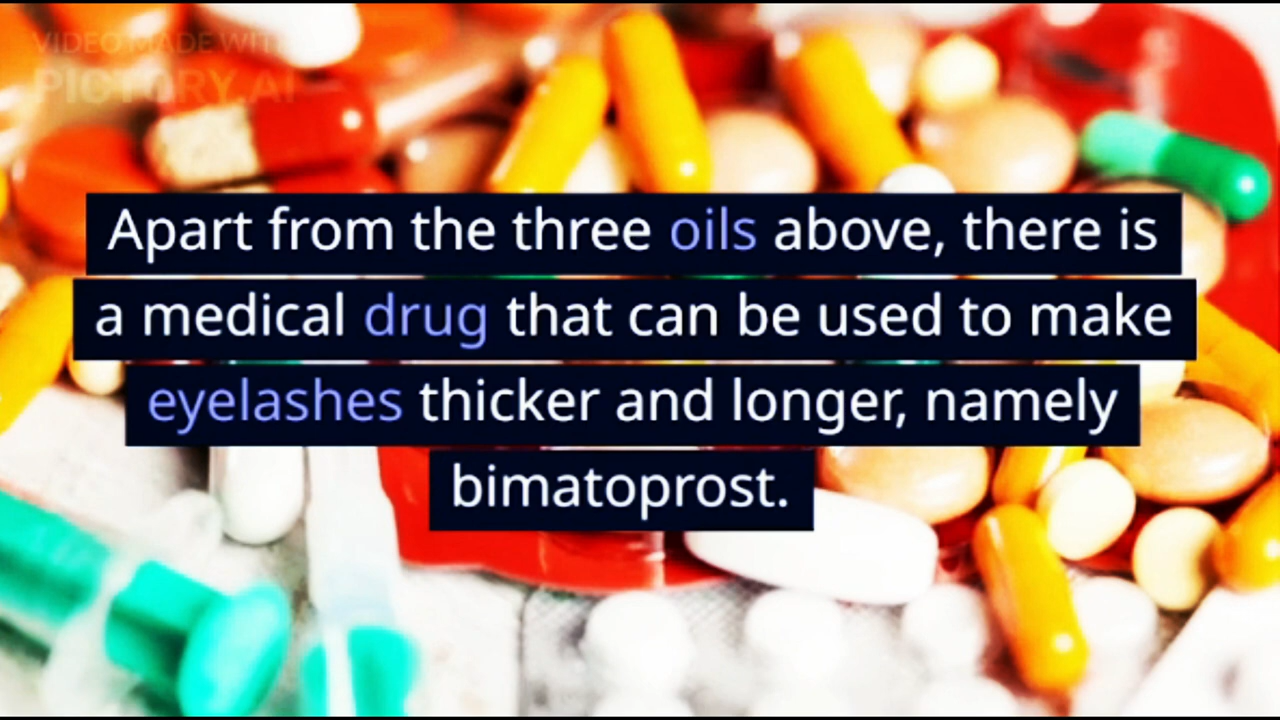 VIDEO MADE WITH
PICTORY.AI
Apart from the three oils above, there is
a medical drug that can be used to make
eyelashes thicker and longer, namely
bimatoprost.